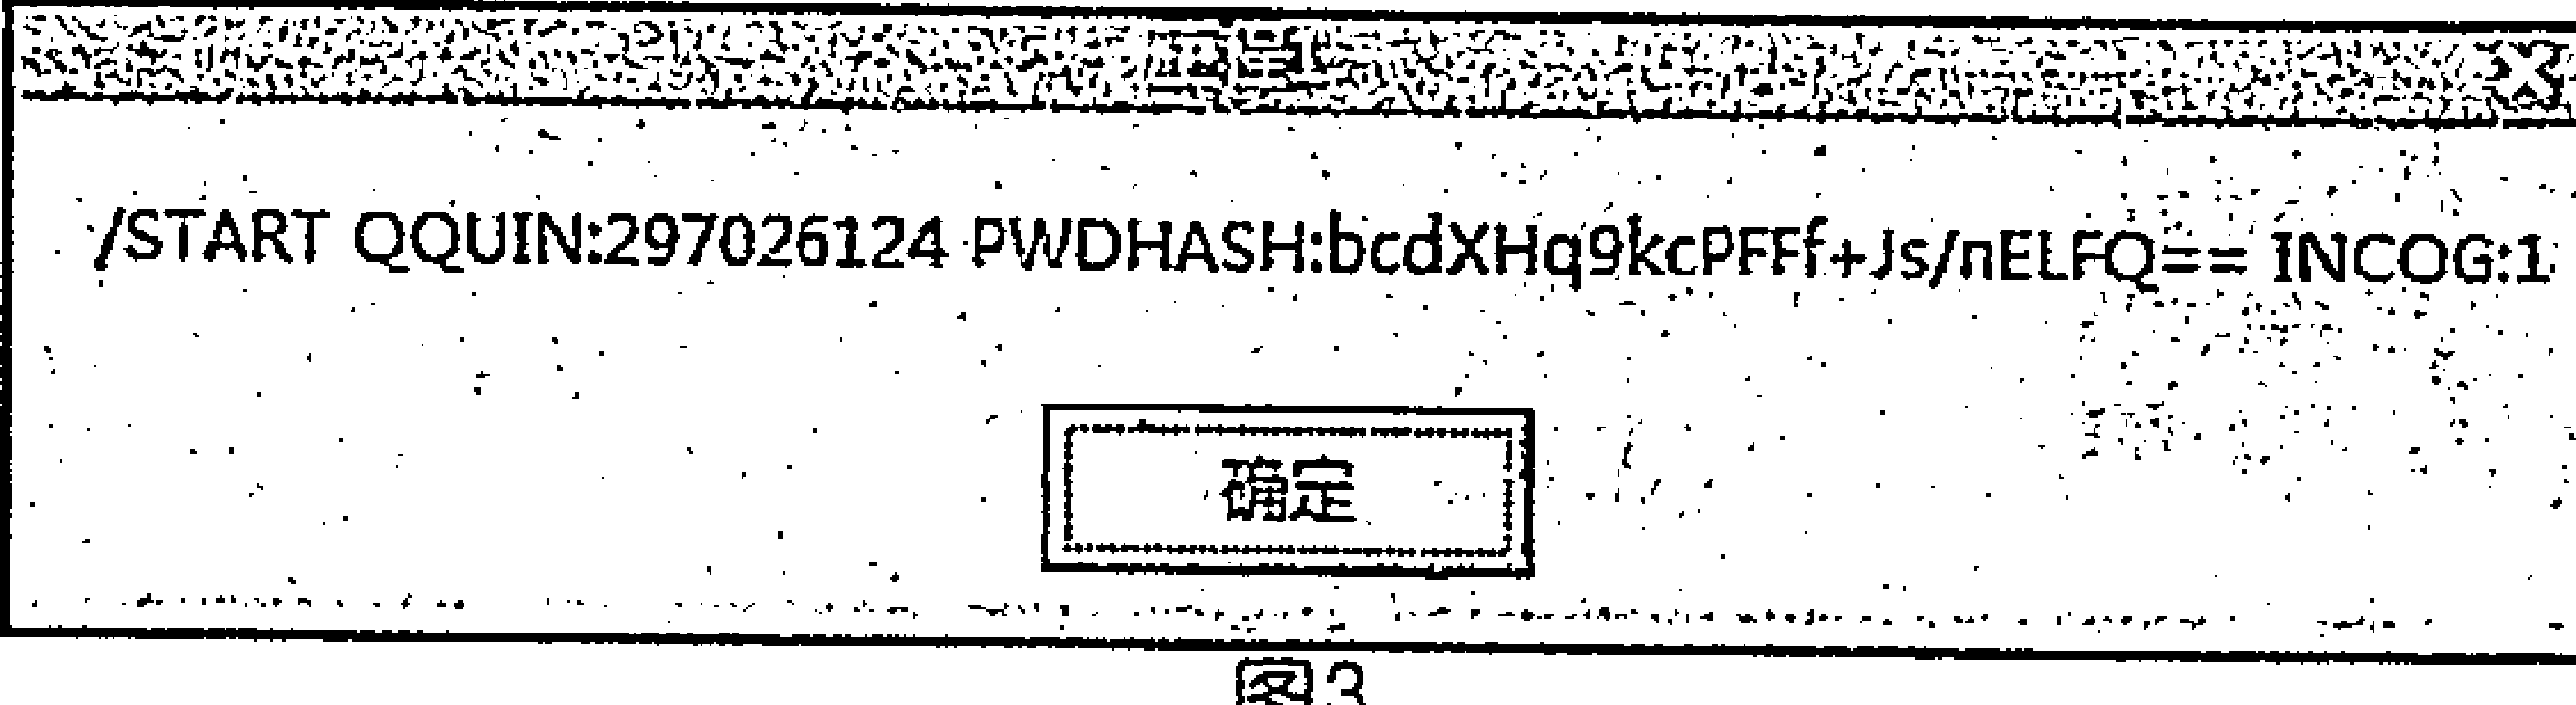 /START QQUIN:297026124 PWDHASH:bcdXHq9kcPFFf+Js/nELFQ== INCOG:1
确定
图3